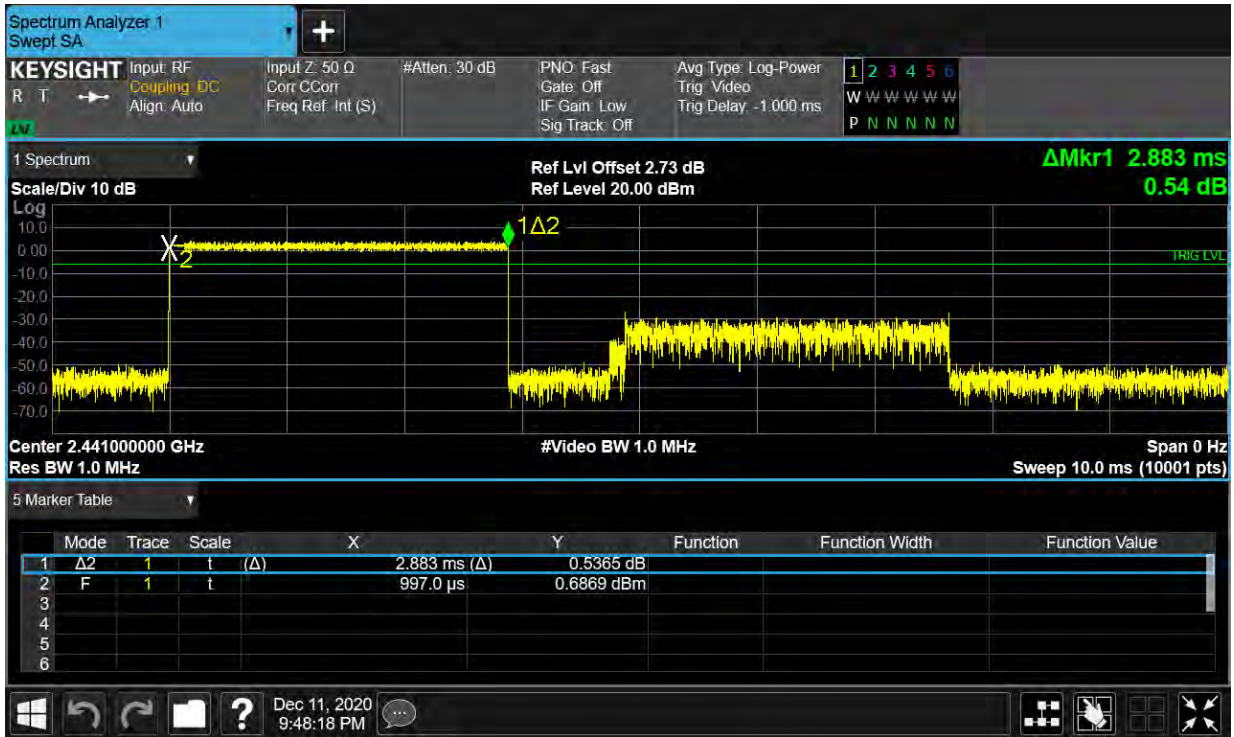 Spectrum Analyzer 1
Swept SA
+
KEYSIGHT Input: RF Input Z: 50 Ω #Atten: 30 dB PNO: Fast Avg Type: Log-Power 1 2 3 4 5 6
R T Coupling: DC Corr CCorr Gate: Off Trig: Video W W W W W W
Align: Auto Freq Ref: Int (S) IF Gain: Low Trig Delay: -1.000 ms
Sig Track: Off P N N N N N
1 Spectrum
ΔMkr1 2.883 ms
Ref Lvl Offset 2.73 dB
Scale/Div 10 dB Ref Level 20.00 dBm 0.54 dB
Log
10.0
1Δ2
0.00
2
TRIG LVL
-10.0
-20.0
-30.0
-40.0
-50.0
-60.0
-70.0
Center 2.441000000 GHz #Video BW 1.0 MHz Span 0 Hz
Res BW 1.0 MHz Sweep 10.0 ms (10001 pts)
5 Marker Table
Mode Trace Scale X Y Function Function Width Function Value
1 Δ2 1 t (Δ) 2.883 ms (Δ) 0.5365 dB
2 F 1 t 997.0 µs 0.6869 dBm
3
4
5
6
?
Dec 11, 2020
9:48:18 PM